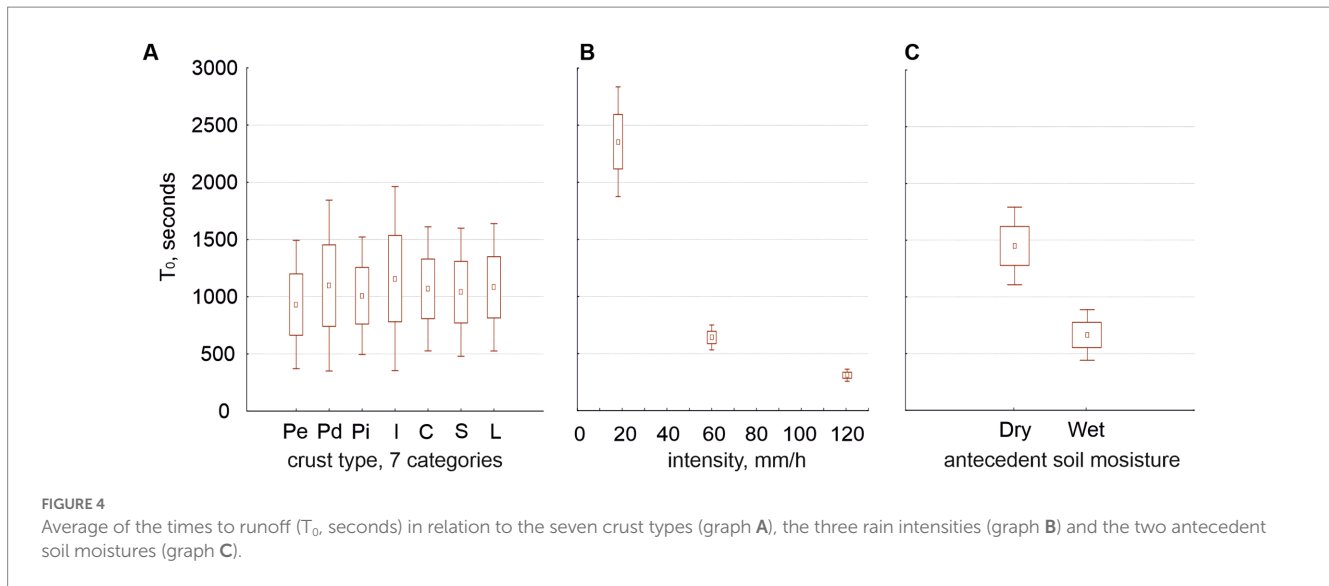 A
B
C
3000
2500
2000
1500
1000
500
0
T₀, seconds
Pe Pd Pi I C S L
crust type, 7 categories
0 20 60 80 100 120
intensity, mm/h
Dry Wet
antecedent soil mosisture
FIGURE 4
Average of the times to runoff (T₀, seconds) in relation to the seven crust types (graph A), the three rain intensities (graph B) and the two antecedent
soil moistures (graph C).